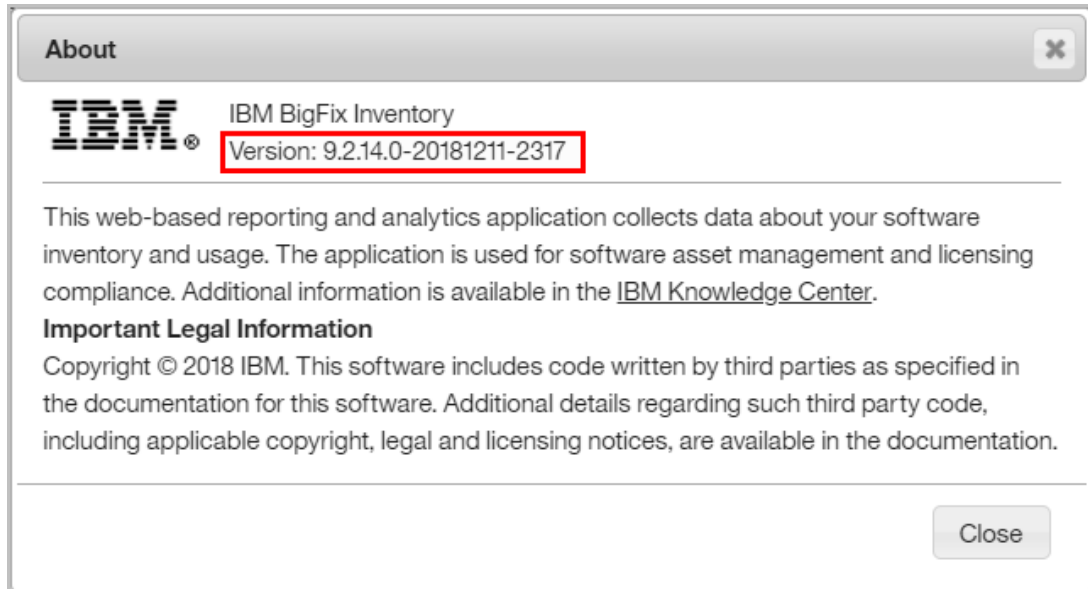 About
IBM®
IBM BigFix Inventory
Version: 9.2.14.0-20181211-2317
This web-based reporting and analytics application collects data about your software
inventory and usage. The application is used for software asset management and licensing
compliance. Additional information is available in the IBM Knowledge Center.
Important Legal Information
Copyright © 2018 IBM. This software includes code written by third parties as specified in
the documentation for this software. Additional details regarding such third party code,
including applicable copyright, legal and licensing notices, are available in the documentation.
Close